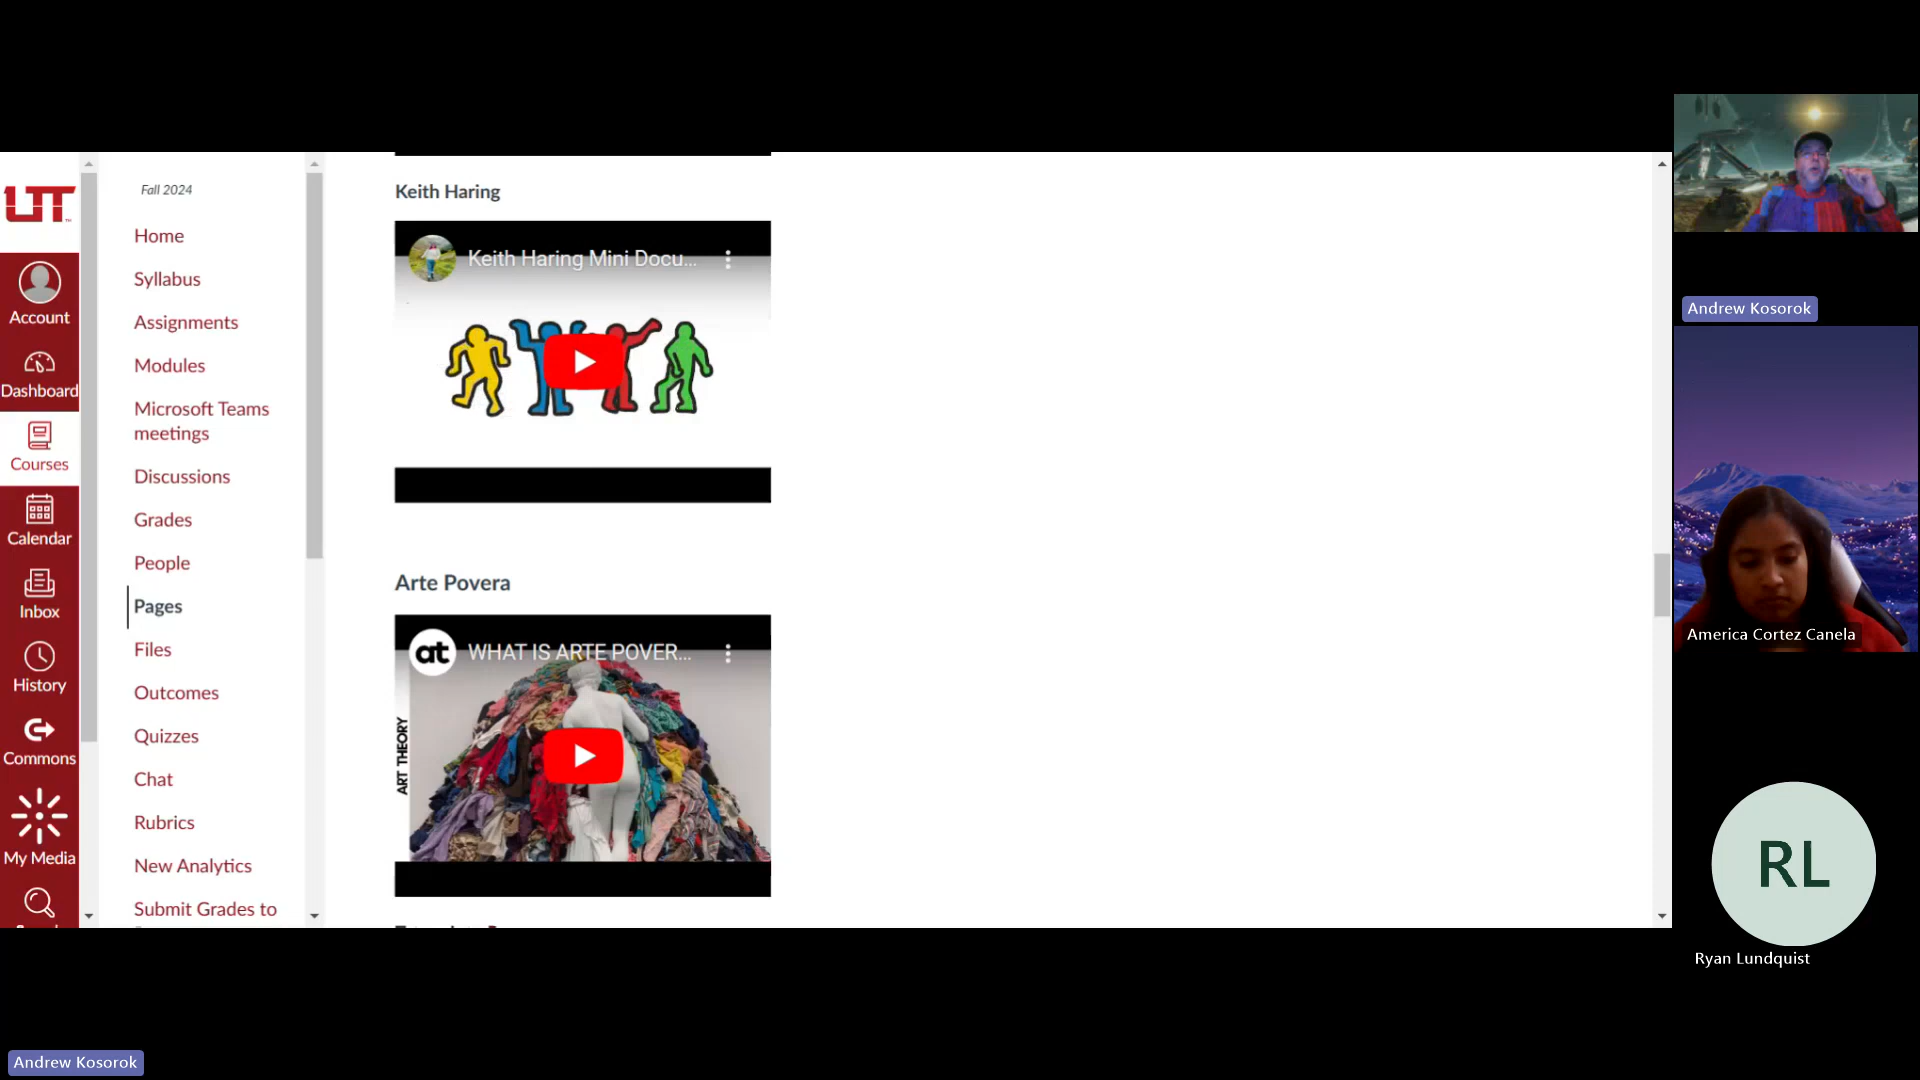 UT
Account
Dashboard
Courses
Calendar
Inbox
History
Commons
My Media
Fall 2024
Home
Syllabus
Assignments
Modules
Microsoft Teams
meetings
Discussions
Grades
People
Pages
Files
Outcomes
Quizzes
Chat
Rubrics
New Analytics
Submit Grades to
Keith Haring
Keith Haring Mini Docu...
Arte Povera
at WHAT IS ARTE POVER...
ART THEORY
Andrew Kosorok
America Cortez Canela
RL
Ryan Lundquist
Andrew Kosorok